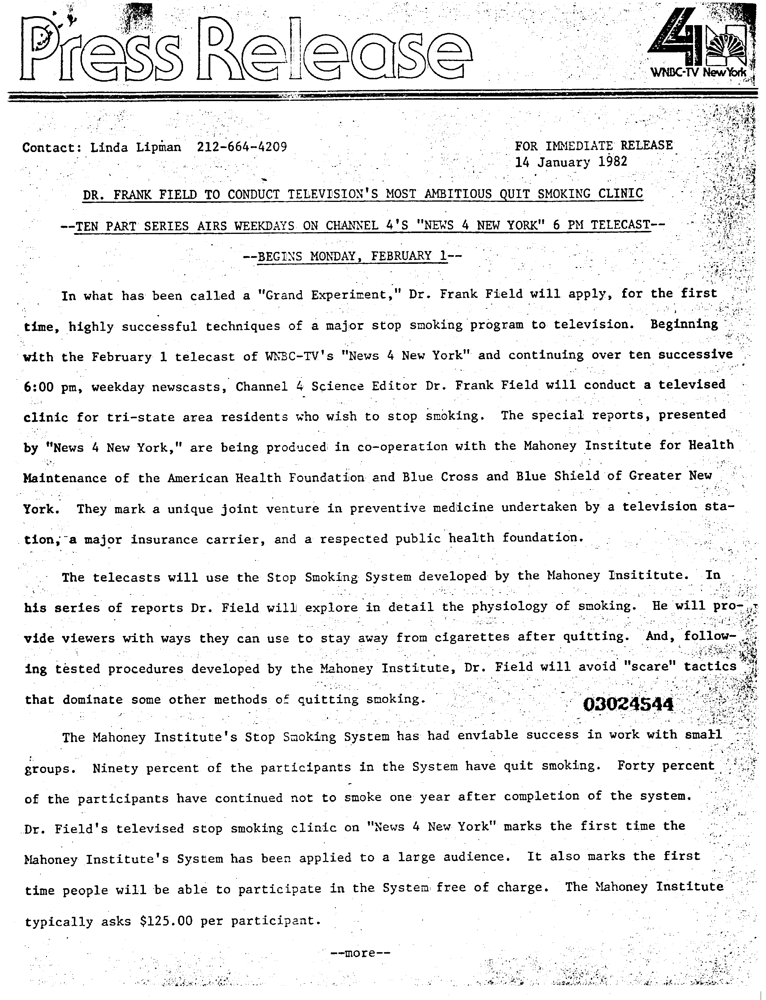 Press Release
4
WNBC-TV New York
Contact: Linda Lipman 212-664-4209
FOR IMMEDIATE RELEASE
14 January 1982
DR. FRANK FIELD TO CONDUCT TELEVISION'S MOST AMBITIOUS QUIT SMOKING CLINIC
--TEN PART SERIES AIRS WEEKDAYS ON CHANNEL 4'S "NEWS 4 NEW YORK" 6 PM TELECAST--
--BEGINS MONDAY, FEBRUARY 1--
In what has been called a "Grand Experiment," Dr. Frank Field will apply, for the first
time, highly successful techniques of a major stop smoking program to television. Beginning
with the February 1 telecast of WNBC-TV's "News 4 New York" and continuing over ten successive
6:00 pm, weekday newscasts, Channel 4 Science Editor Dr. Frank Field will conduct a televised
clinic for tri-state area residents who wish to stop smoking. The special reports, presented
by "News 4 New York," are being produced in co-operation with the Mahoney Institute for Health
Maintenance of the American Health Foundation and Blue Cross and Blue Shield of Greater New
York. They mark a unique joint venture in preventive medicine undertaken by a television sta-
tion, a major insurance carrier, and a respected public health foundation.
The telecasts will use the Stop Smoking System developed by the Mahoney Insititute. In
his series of reports Dr. Field will explore in detail the physiology of smoking. He will pro-
vide viewers with ways they can use to stay away from cigarettes after quitting. And, follow-
ing tested procedures developed by the Mahoney Institute, Dr. Field will avoid "scare" tactics
that dominate some other methods of quitting smoking.
03024544
The Mahoney Institute's Stop Smoking System has had enviable success in work with small
groups. Ninety percent of the participants in the System have quit smoking. Forty percent
of the participants have continued not to smoke one year after completion of the system.
Dr. Field's televised stop smoking clinic on "News 4 New York" marks the first time the
Mahoney Institute's System has been applied to a large audience. It also marks the first
time people will be able to participate in the System free of charge. The Mahoney Institute
typically asks $125.00 per participant.
--more--